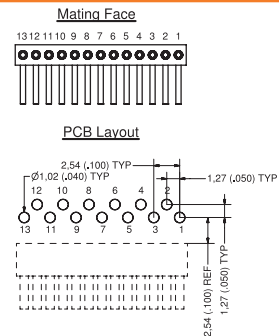 Mating Face
13 12 11 10 9 8 7 6 5 4 3 2 1
PCB Layout
2,54 (.100) TYP
Ø1,02 (.040) TYP
1,27 (.050) TYP
12 10 8 6 4 2
13 11 9 7 5 3 1
2,54 (.100) REF
1,27 (.050) TYP